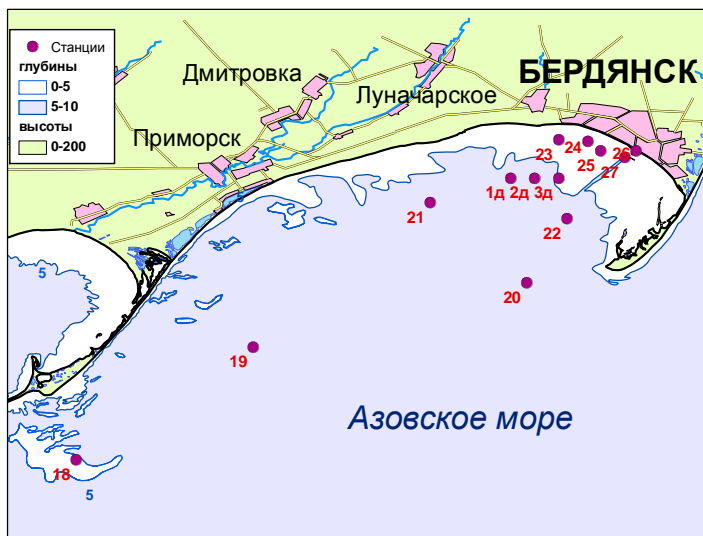 Станции
глубины
0-5
5-10
высоты
0-200
БЕРДЯНСК
Дмитровка
Луначарское
Приморск
23
24
25
26
27
1д
2д
3д
21
22
5
20
19
Азовское море
18
5